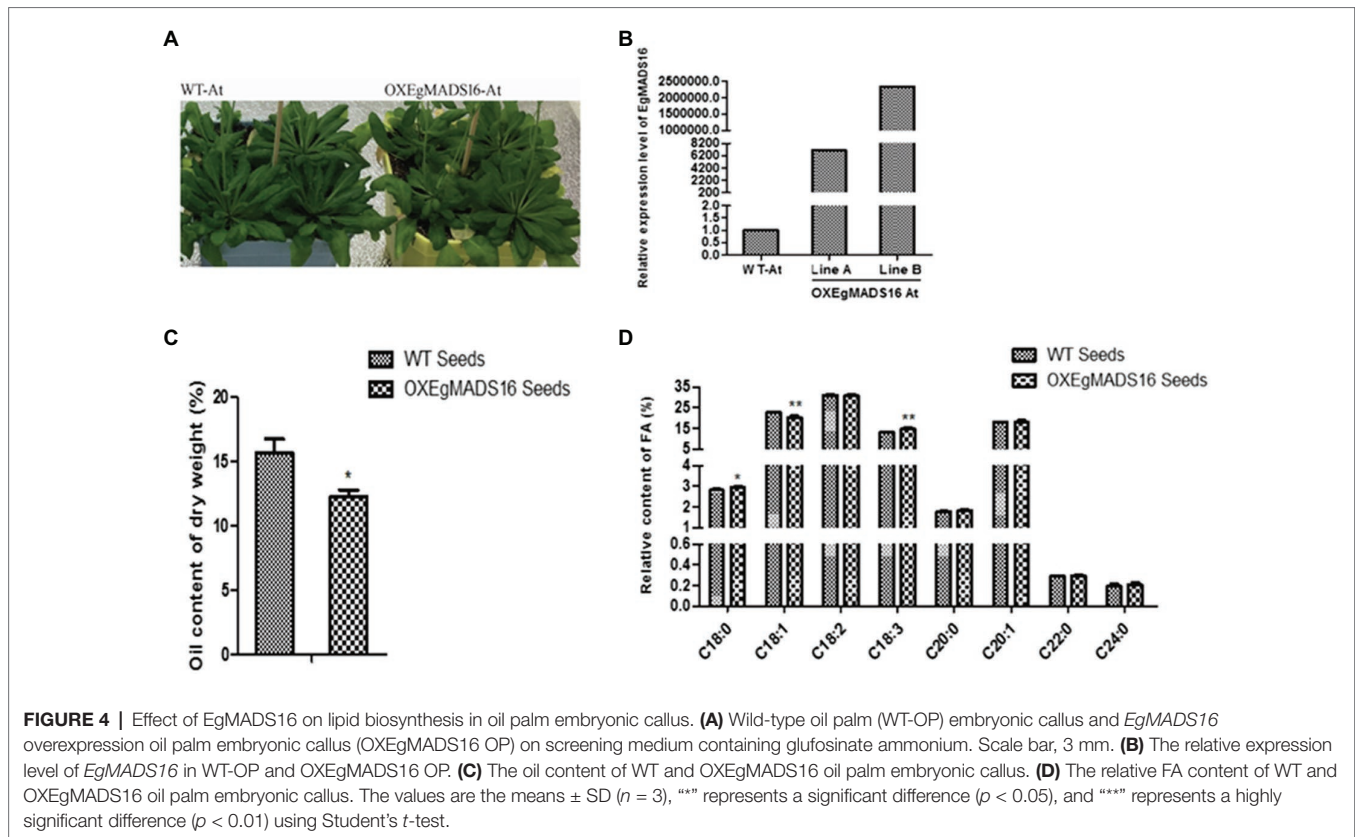 A
WT-At
OXEgMADS16-At
B
Relative expression level of EgMADS16
2500000.0
2000000.0
1500000.0
1000000.0
8200
6200
4200
2200
200
2.0
1.5
1.0
0.5
0.0
WT-At
Line A
Line B
OXEgMADS16 At
C
WT Seeds
OXEgMADS16 Seeds
Oil content of dry weight (%)
20
15
10
5
0
*
D
WT Seeds
OXEgMADS16 Seeds
Relative content of FA (%)
35
25
15
5
4
3
2
1
0.6
0.4
0.2
0.0
*
**
**
C18:0
C18:1
C18:2
C18:3
C20:0
C20:1
C22:0
C24:0
FIGURE 4 | Effect of EgMADS16 on lipid biosynthesis in oil palm embryonic callus. (A) Wild-type oil palm (WT-OP) embryonic callus and EgMADS16
overexpression oil palm embryonic callus (OXEgMADS16 OP) on screening medium containing glufosinate ammonium. Scale bar, 3 mm. (B) The relative expression
level of EgMADS16 in WT-OP and OXEgMADS16 OP. (C) The oil content of WT and OXEgMADS16 oil palm embryonic callus. (D) The relative FA content of WT and
OXEgMADS16 oil palm embryonic callus. The values are the means ± SD (n = 3), “*” represents a significant difference (p < 0.05), and “**” represents a highly
significant difference (p < 0.01) using Student’s t-test.